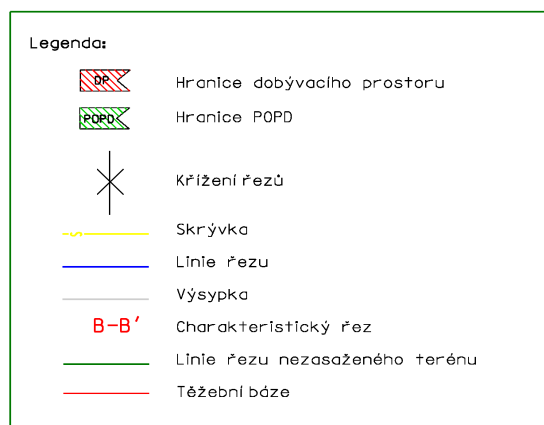 Legenda:
DP Hranice dobývacího prostoru
POPD Hranice POPD
Křížení řezů
Skrývka
Linie řezu
Výsypka
B-B' Charakteristický řez
Linie řezu nezasaženého terénu
Těžební báze